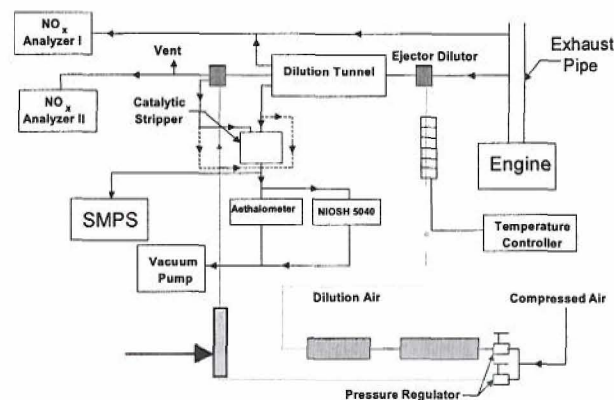 NOx
Analyzer I
Vent
Ejector Dilutor
Exhaust
Pipe
Dilution Tunnel
NOx
Analyzer II
Catalytic
Stripper
Engine
SMPS
Aethalometer
NIOSH 5040
Temperature
Controller
Vacuum
Pump
Dilution Air
Compressed Air
Pressure Regulator